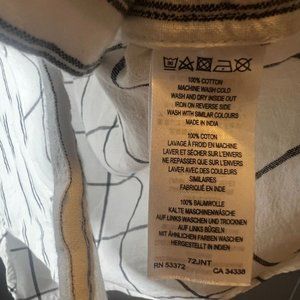 100% COTTON
MACHINE WASH COLD
WASH AND DRY INSIDE OUT
IRON ON REVERSE SIDE
WASH WITH SIMILAR COLOURS
MADE IN INDIA
100% COTON
LAVAGE À FROID EN MACHINE
LAVER ET SÉCHER SUR L'ENVERS
NE REPASSER QUE SUR L'ENVERS
LAVER AVEC DES COULEURS
SIMILAIRES
FABRIQUÉ EN INDE
100% BAUMWOLLE
KALTE MASCHINENWÄSCHE
AUF LINKS WASCHEN UND TROCKNEN
AUF LINKS BÜGELN
MIT ÄHNLICHEN FARBEN WASCHEN
HERGESTELLT IN INDIEN
72JNT
RN 53372
CA 34338